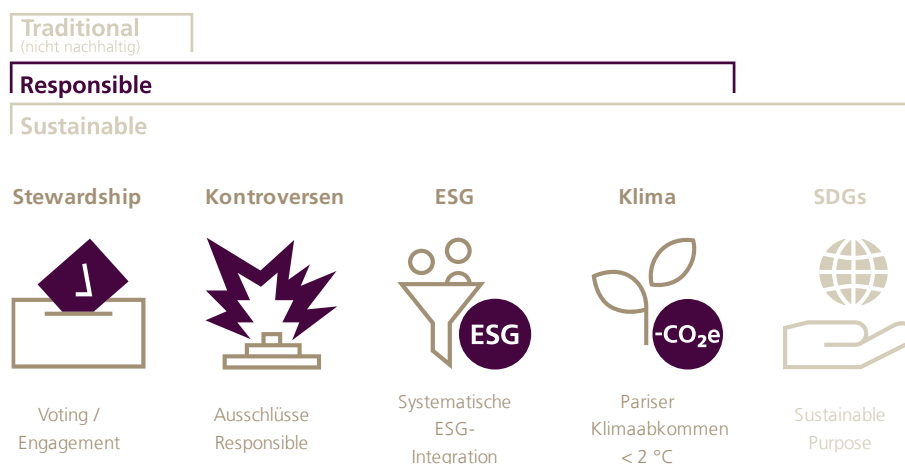 Traditional
(nicht nachhaltig)
Responsible
Sustainable
Stewardship Kontroversen ESG Klima SDGs
ESG
-CO₂e
Voting /
Engagement
Ausschlüsse
Responsible
Systematische
ESG-
Integration
Pariser
Klimaabkommen
< 2 °C
Sustainable
Purpose